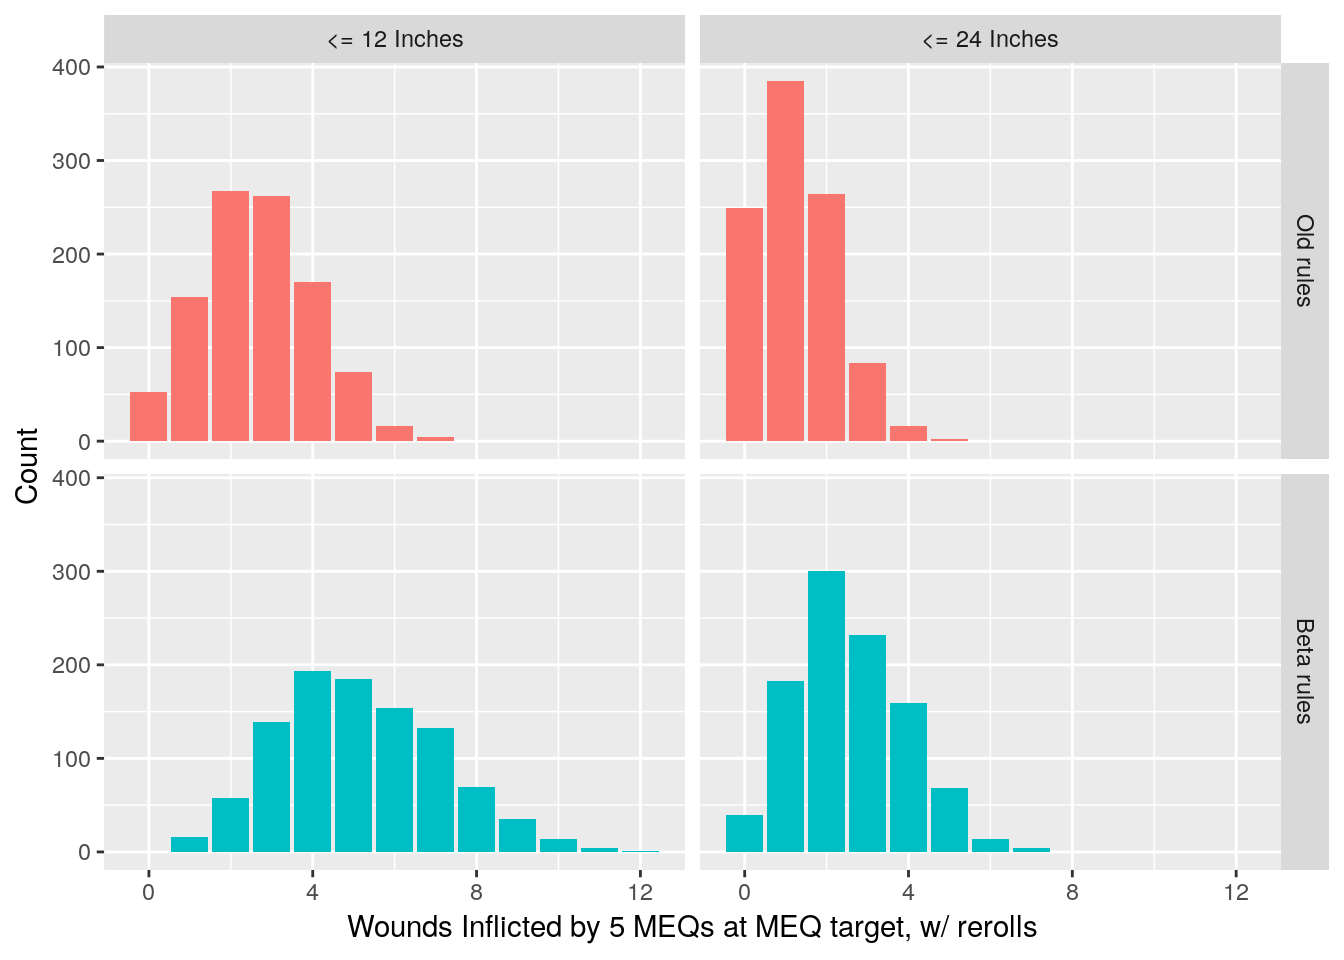 <= 12 Inches
<= 24 Inches
400
300
200
100
0
Old rules
Count
400
300
200
100
0
Beta rules
0 4 8 12
0 4 8 12
Wounds Inflicted by 5 MEQs at MEQ target, w/ rerolls